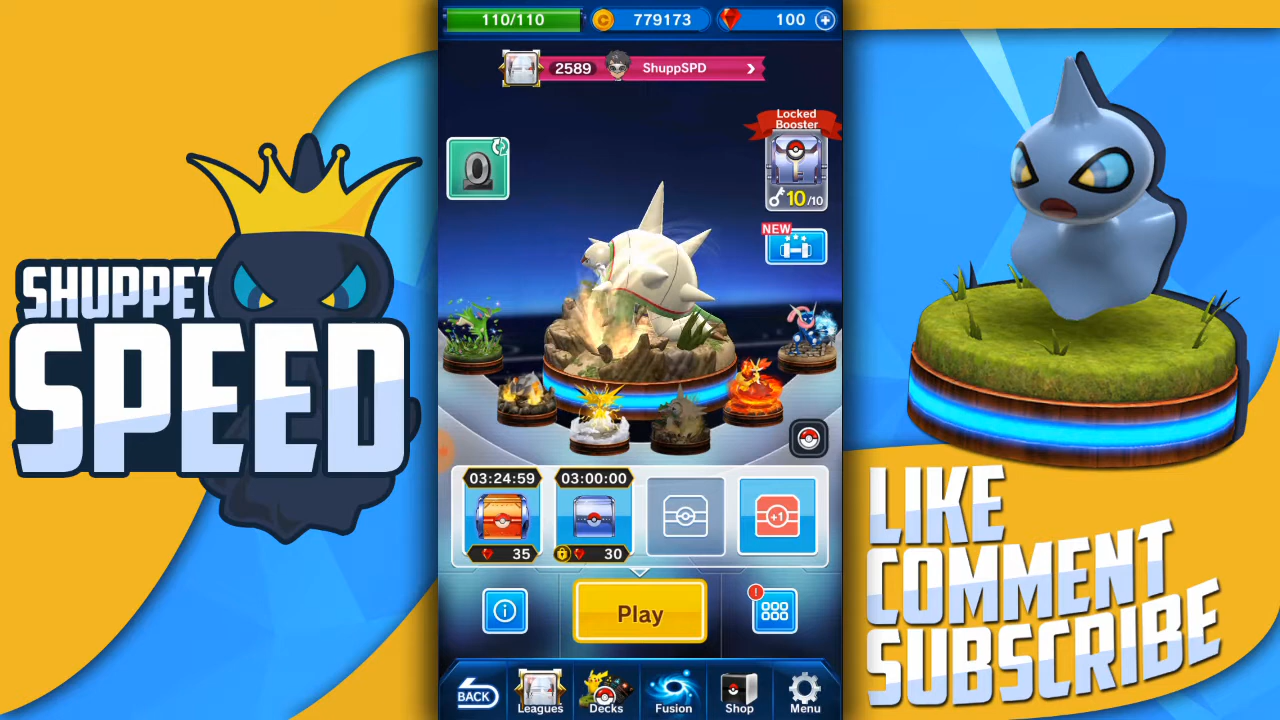 110/110
779173
100
2589
ShuppSPD
Locked
Booster
10/10
NEW
03:24:59
03:00:00
+1
35
30
Play
!
BACK
Leagues
Decks
Fusion
Shop
Menu
SHUPPET
SPEED
LIKE
COMMENT
SUBSCRIBE